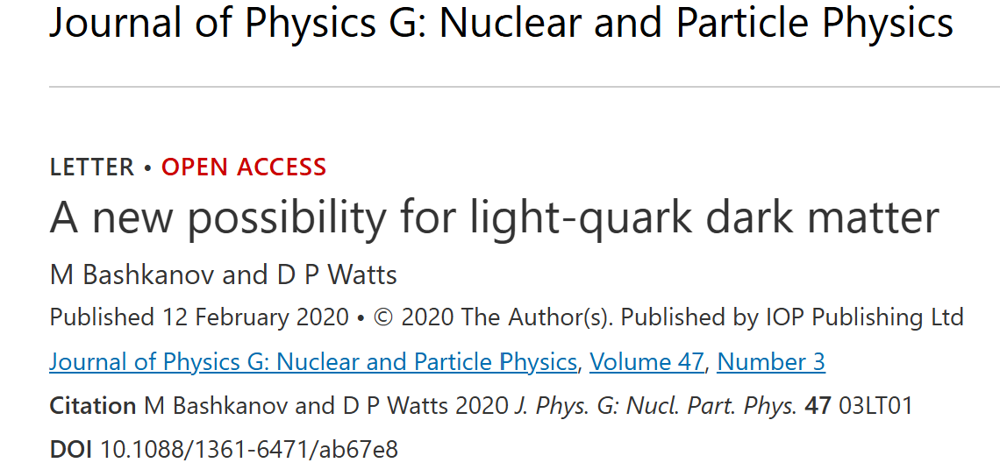 Journal of Physics G: Nuclear and Particle Physics
LETTER • OPEN ACCESS
A new possibility for light-quark dark matter
M Bashkanov and D P Watts
Published 12 February 2020 • © 2020 The Author(s). Published by IOP Publishing Ltd
Journal of Physics G: Nuclear and Particle Physics, Volume 47, Number 3
Citation M Bashkanov and D P Watts 2020 J. Phys. G: Nucl. Part. Phys. 47 03LT01
DOI 10.1088/1361-6471/ab67e8